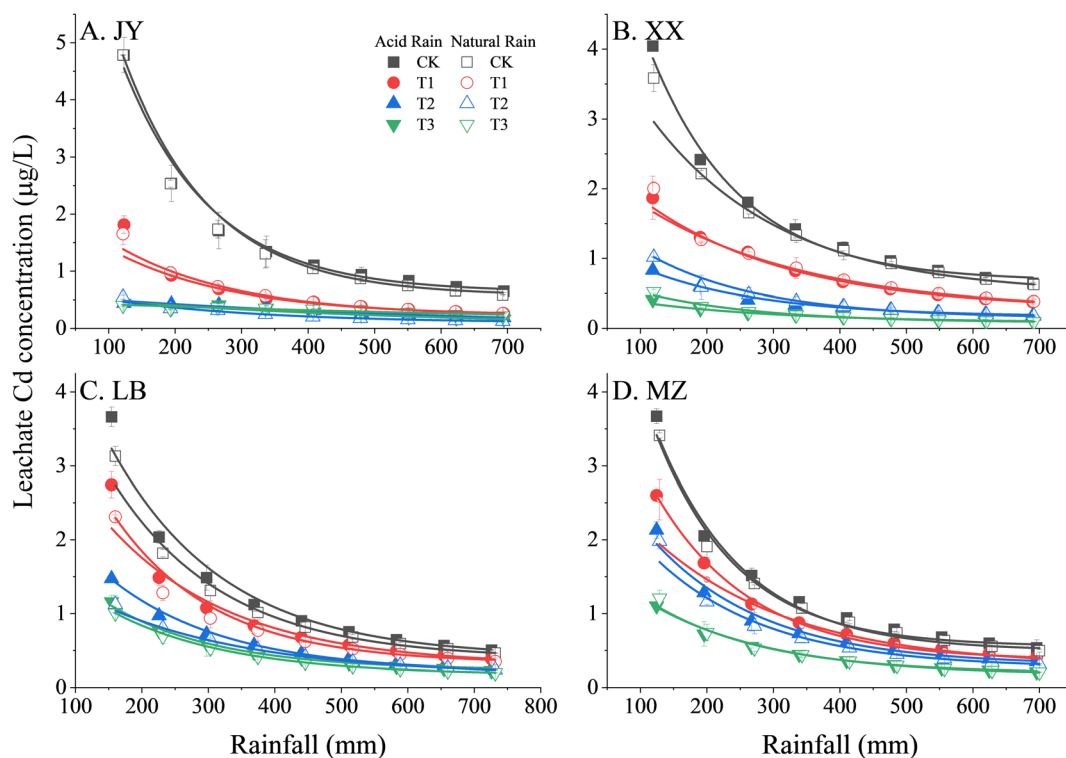 A. JY
Acid Rain Natural Rain
CK CK
T1 T1
T2 T2
T3 T3
5
4
3
2
1
0
100 200 300 400 500 600 700
B. XX
4
3
2
1
0
100 200 300 400 500 600 700
Leachate Cd concentration (μg/L)
C. LB
4
3
2
1
0
100 200 300 400 500 600 700 800
D. MZ
4
3
2
1
0
100 200 300 400 500 600 700
Rainfall (mm) Rainfall (mm)